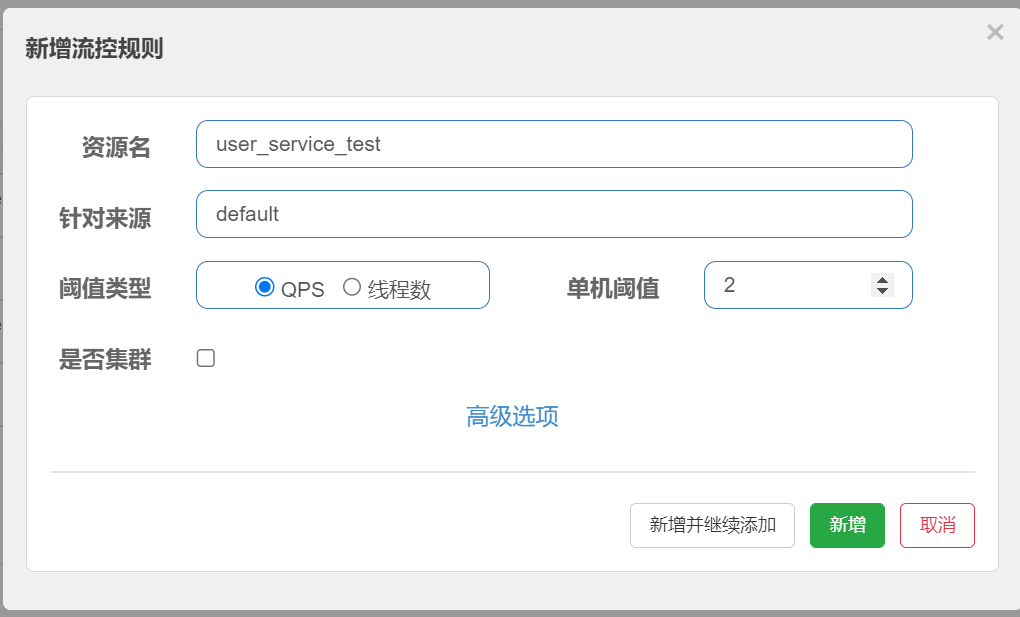 新增流控规则
资源名 user_service_test
针对来源 default
阈值类型 QPS 线程数 单机阈值 2
是否集群
高级选项
新增并继续添加 新增 取消